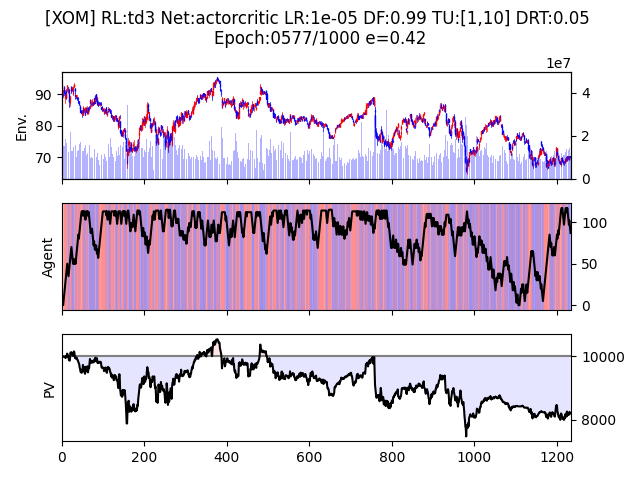 [XOM] RL:td3 Net:actorcritic LR:1e-05 DF:0.99 TU:[1,10] DRT:0.05
Epoch:0577/1000 e=0.42
1e7
Env.
90
80
70
4
2
0
Agent
100
50
0
PV
10000
8000
0 200 400 600 800 1000 1200